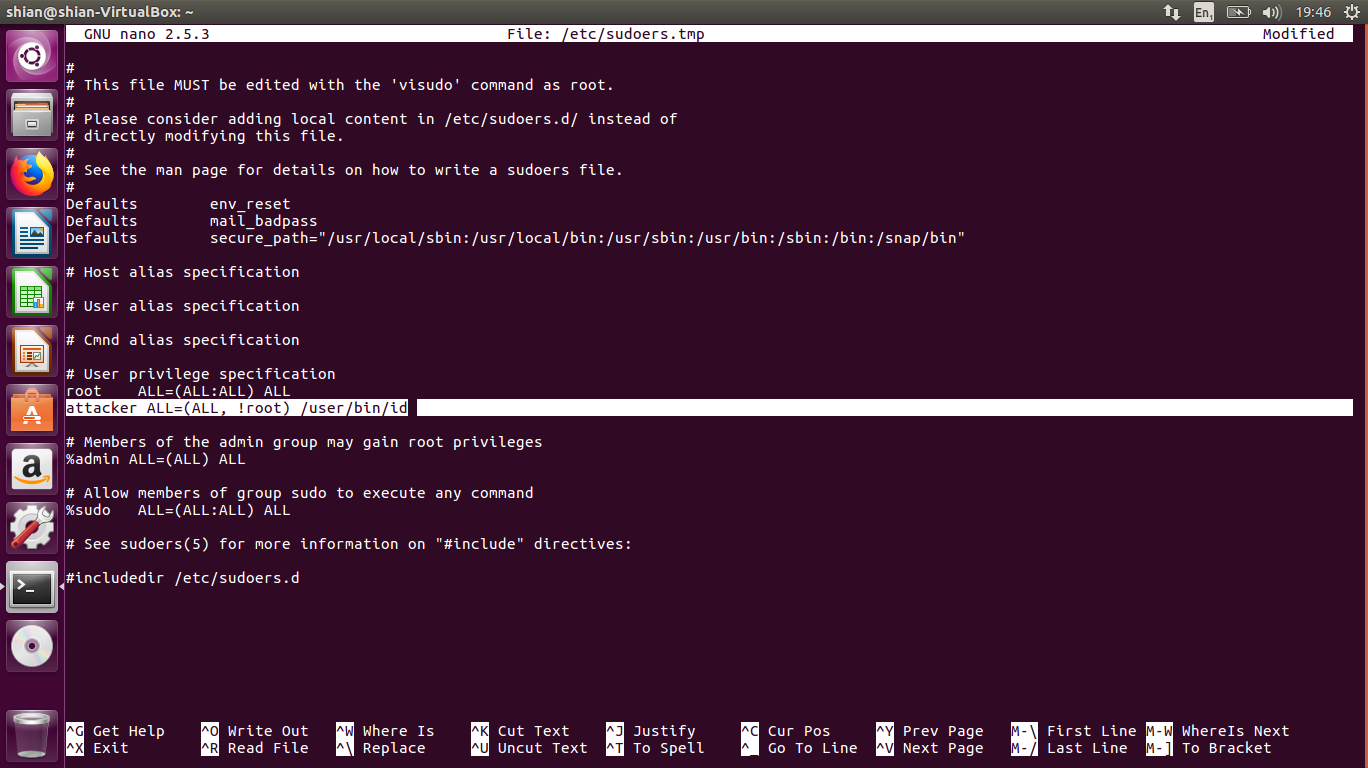 shian@shian-VirtualBox: ~
En1 19:46
GNU nano 2.5.3 File: /etc/sudoers.tmp Modified
#
# This file MUST be edited with the 'visudo' command as root.
#
# Please consider adding local content in /etc/sudoers.d/ instead of
# directly modifying this file.
#
# See the man page for details on how to write a sudoers file.
#
Defaults        env_reset
Defaults        mail_badpass
Defaults        secure_path="/usr/local/sbin:/usr/local/bin:/usr/sbin:/usr/bin:/sbin:/bin:/snap/bin"
# Host alias specification
# User alias specification
# Cmnd alias specification
# User privilege specification
root    ALL=(ALL:ALL) ALL
attacker ALL=(ALL, !root) /user/bin/id
# Members of the admin group may gain root privileges
%admin ALL=(ALL) ALL
# Allow members of group sudo to execute any command
%sudo   ALL=(ALL:ALL) ALL
# See sudoers(5) for more information on "#include" directives:
#includedir /etc/sudoers.d
^G Get Help ^O Write Out ^W Where Is ^K Cut Text ^J Justify ^C Cur Pos ^Y Prev Page M-\ First Line M-W WhereIs Next
^X Exit ^R Read File ^\ Replace ^U Uncut Text ^T To Spell ^_ Go To Line ^V Next Page M-/ Last Line M-] To Bracket